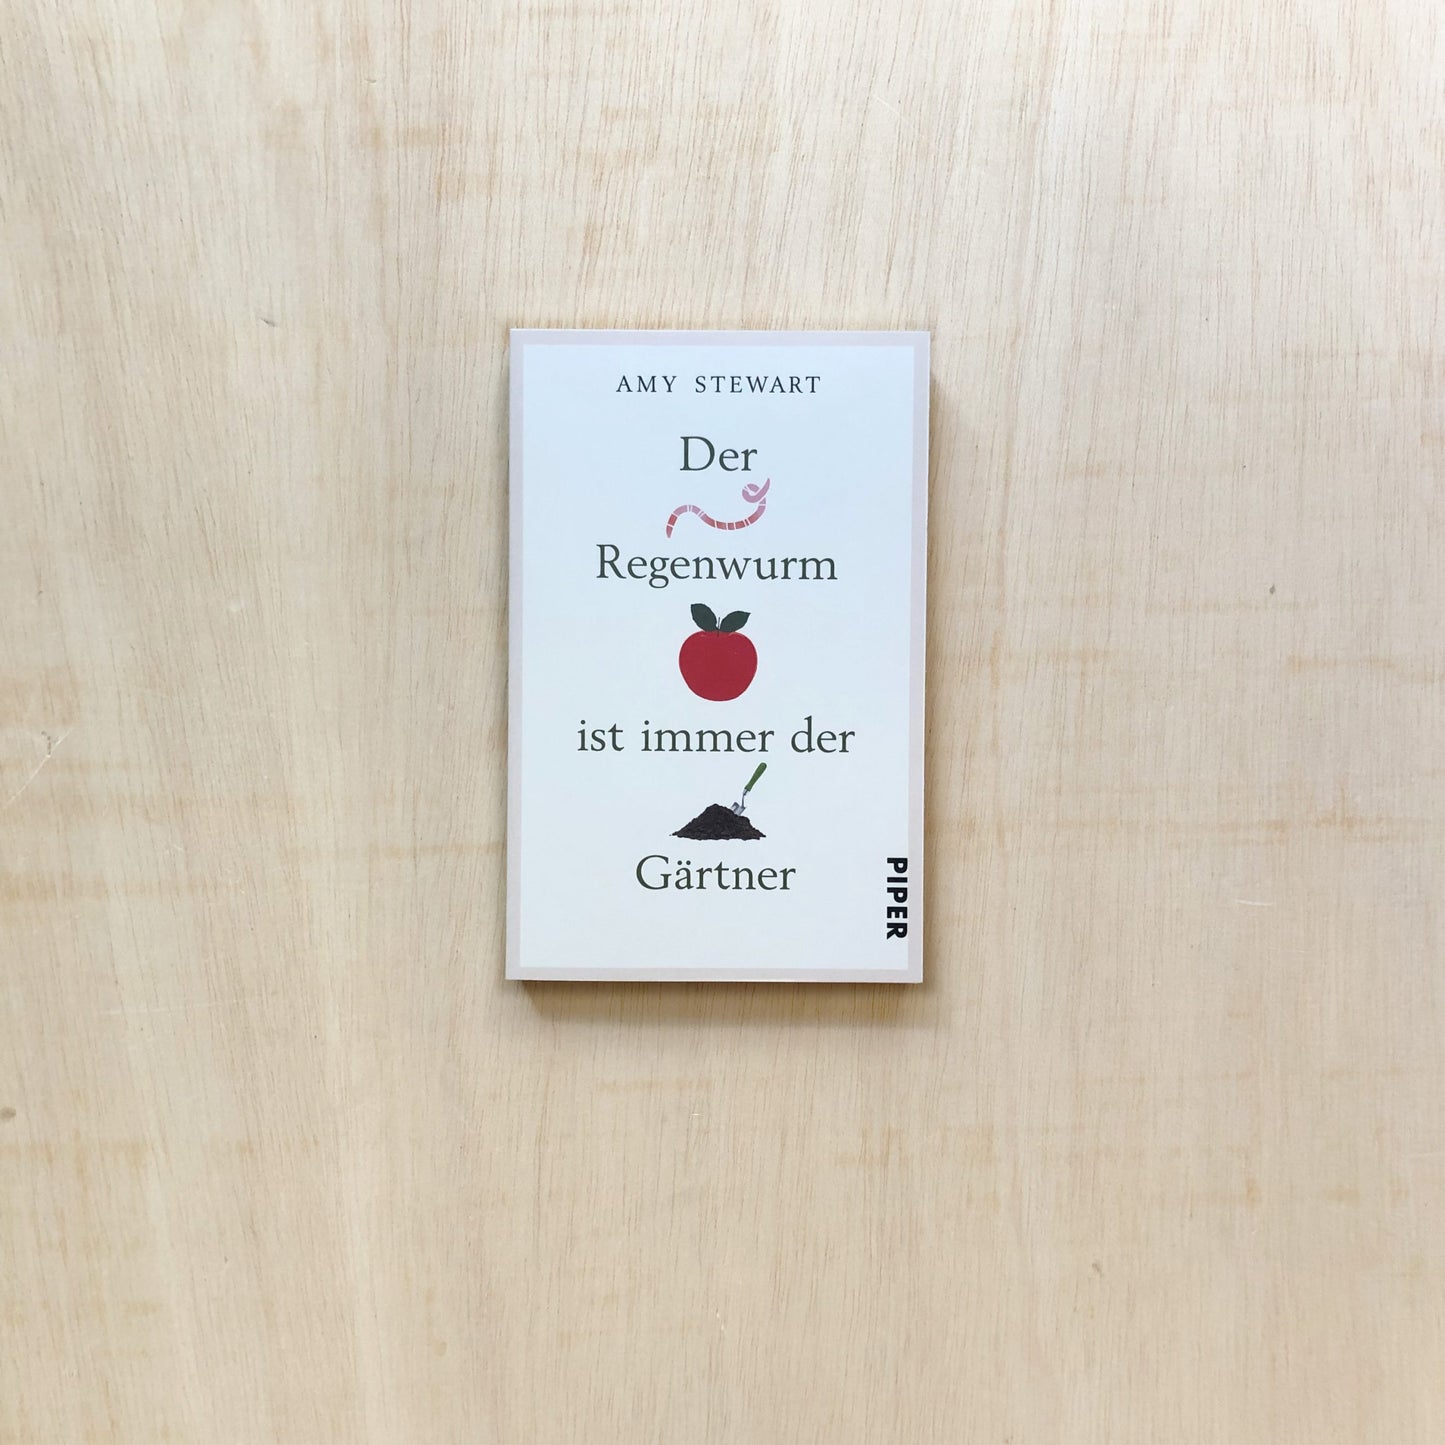 AMY STEWART
Der
Regenwurm
ist immer der
Gärtner
PIPER